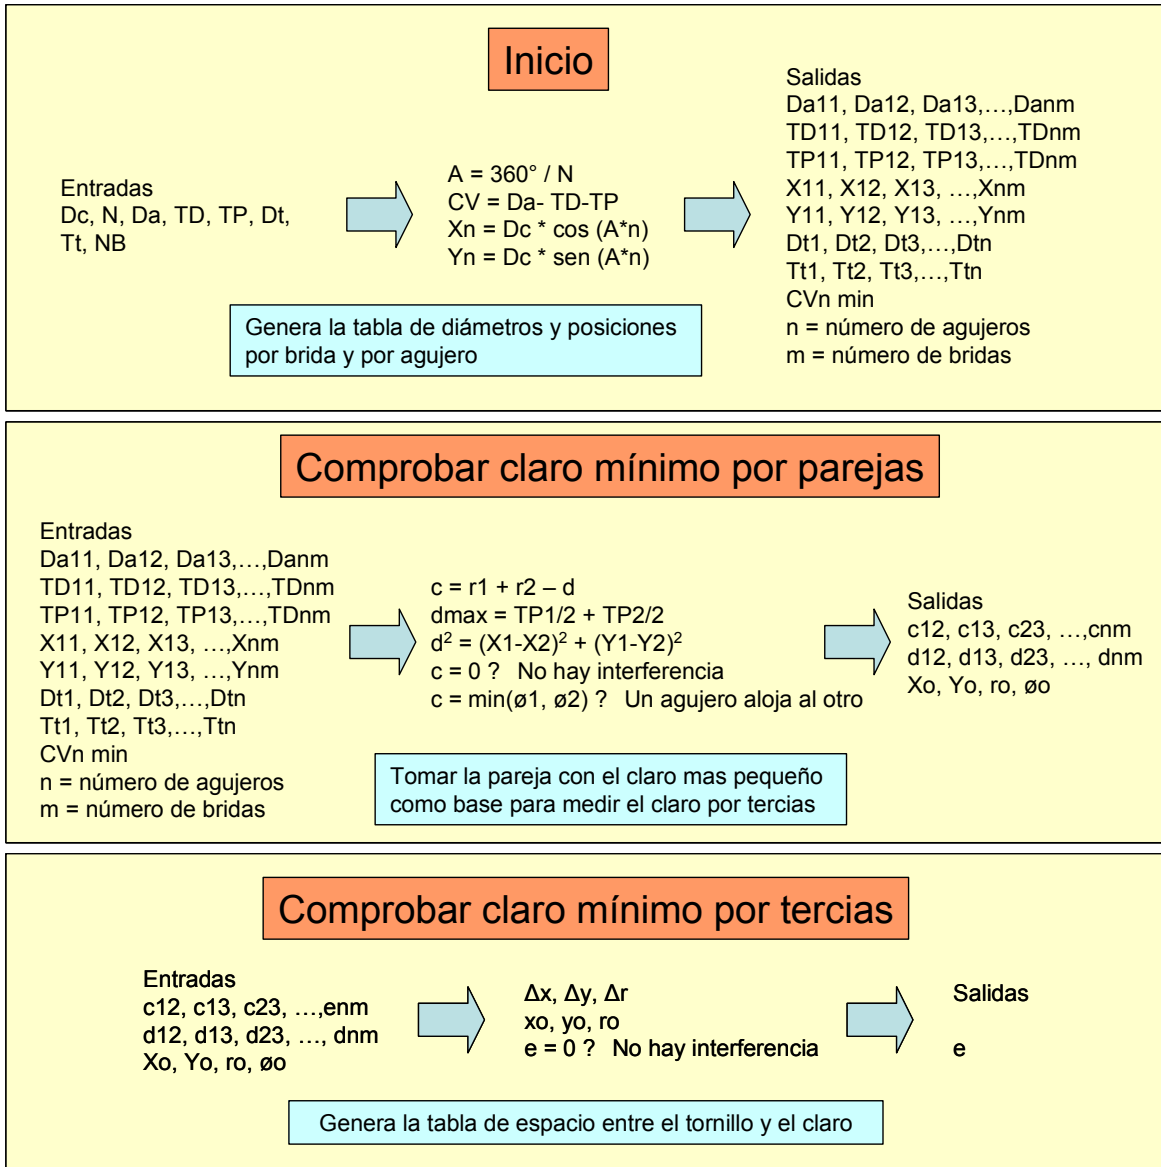 Inicio
Entradas
Dc, N, Da, TD, TP, Dt,
Tt, NB
A = 360° / N
CV = Da- TD-TP
Xn = Dc * cos (A*n)
Yn = Dc * sen (A*n)
Salidas
Da11, Da12, Da13,…,Danm
TD11, TD12, TD13,…,TDnm
TP11, TP12, TP13,…,TDnm
X11, X12, X13, …,Xnm
Y11, Y12, Y13, …,Ynm
Dt1, Dt2, Dt3,…,Dtn
Tt1, Tt2, Tt3,…,Ttn
CVn min
n = número de agujeros
m = número de bridas
Genera la tabla de diámetros y posiciones
por brida y por agujero
Comprobar claro mínimo por parejas
Entradas
Da11, Da12, Da13,…,Danm
TD11, TD12, TD13,…,TDnm
TP11, TP12, TP13,…,TDnm
X11, X12, X13, …,Xnm
Y11, Y12, Y13, …,Ynm
Dt1, Dt2, Dt3,…,Dtn
Tt1, Tt2, Tt3,…,Ttn
CVn min
n = número de agujeros
m = número de bridas
c = r1 + r2 – d
dmax = TP1/2 + TP2/2
d² = (X1-X2)² + (Y1-Y2)²
c = 0 ? No hay interferencia
c = min(ø1, ø2) ? Un agujero aloja al otro
Salidas
c12, c13, c23, …,cnm
d12, d13, d23, …, dnm
Xo, Yo, ro, øo
Tomar la pareja con el claro mas pequeño
como base para medir el claro por tercias
Comprobar claro mínimo por tercias
Entradas
c12, c13, c23, …,enm
d12, d13, d23, …, dnm
Xo, Yo, ro, øo
Δx, Δy, Δr
xo, yo, ro
e = 0 ? No hay interferencia
Salidas
e
Genera la tabla de espacio entre el tornillo y el claro